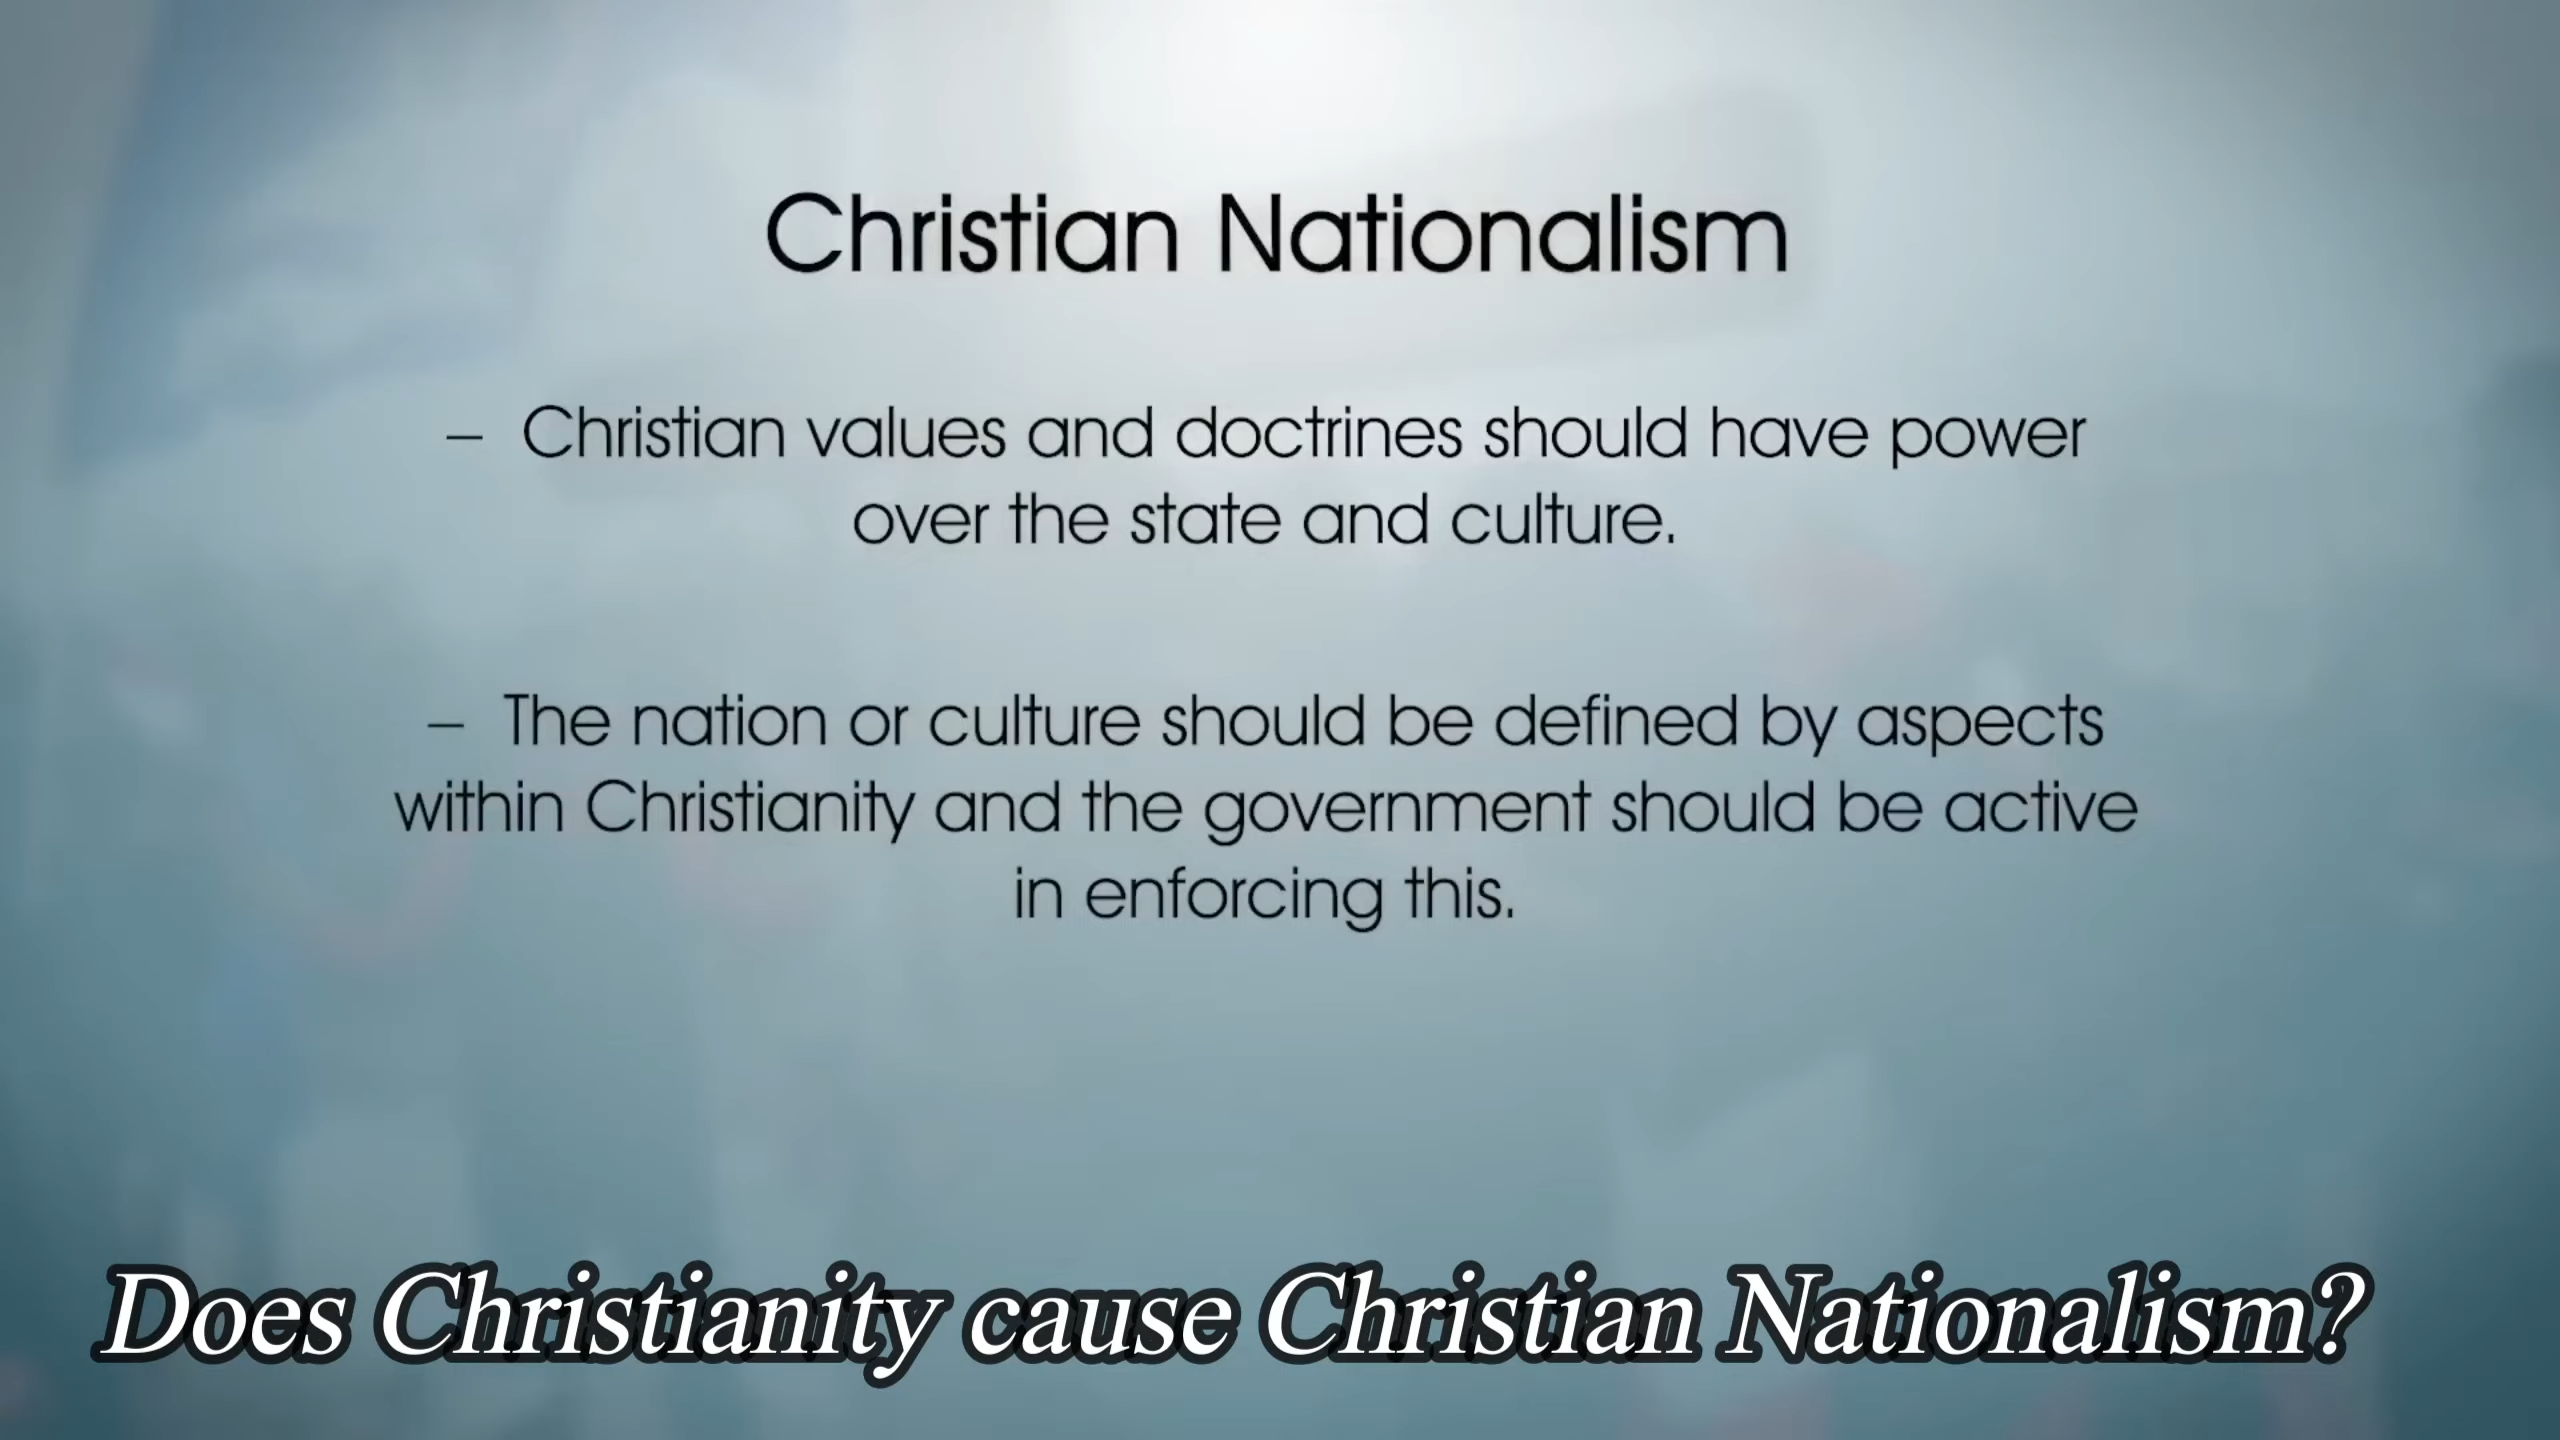 Christian Nationalism
– Christian values and doctrines should have power
over the state and culture.
– The nation or culture should be defined by aspects
within Christianity and the government should be active
in enforcing this.
Does Christianity cause Christian Nationalism?